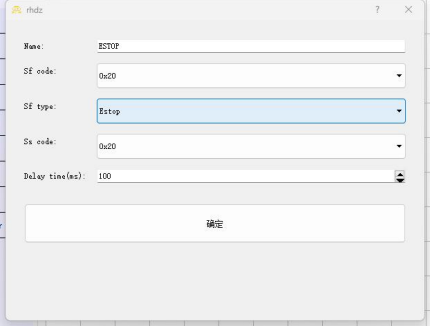 rhdz
Name: ESTOP
Sf code: 0x20
Sf type: Estop
Ss code: 0x20
Delay time(ms): 100
确定